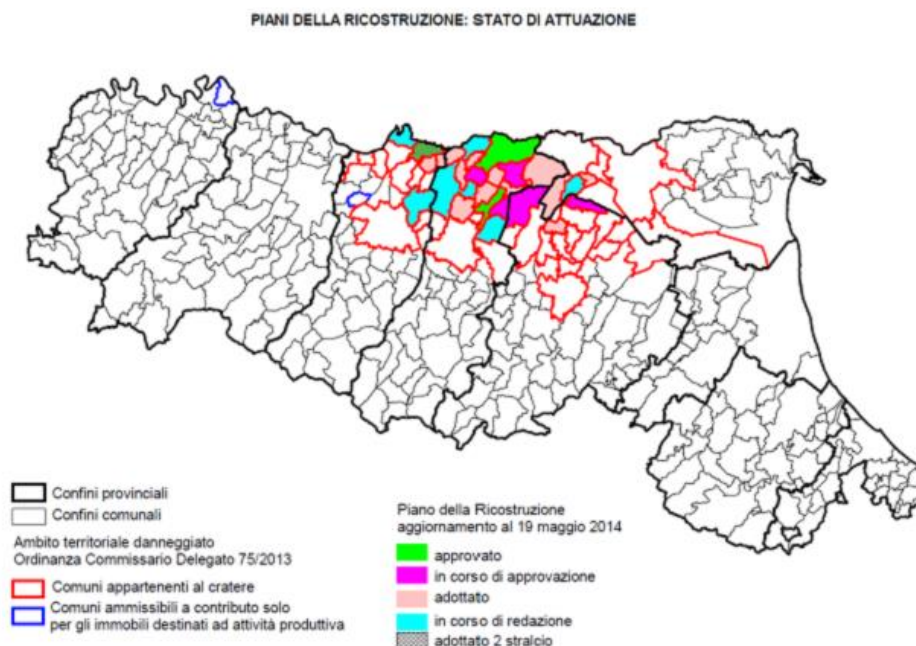 PIANI DELLA RICOSTRUZIONE: STATO DI ATTUAZIONE
Confini provinciali
Confini comunali
Ambito territoriale danneggiato
Ordinanza Commissario Delegato 75/2013
Comuni appartenenti al cratere
Comuni ammissibili a contributo solo
per gli immobili destinati ad attività produttiva
Piano della Ricostruzione
aggiornamento al 19 maggio 2014
approvato
in corso di approvazione
adottato
in corso di redazione
adottato 2 stralcio